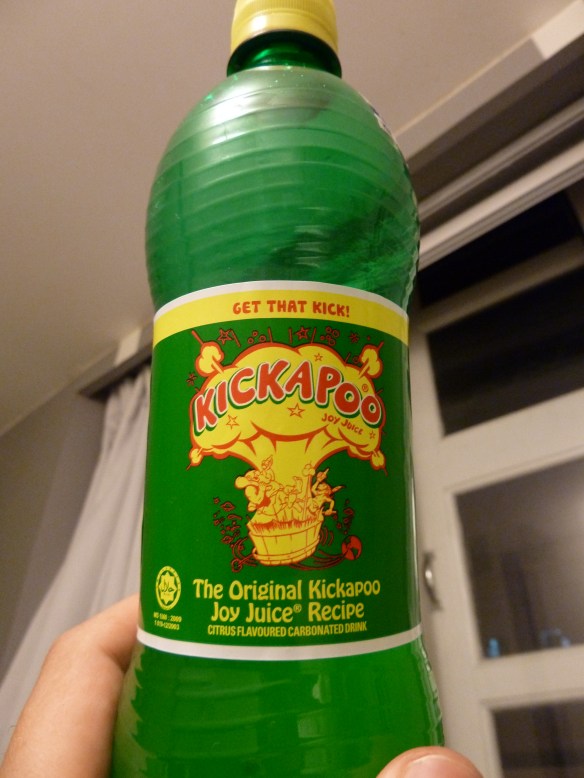 GET THAT KICK!
KICKAPOO®
JOY JUICE
The Original Kickapoo
Joy Juice® Recipe
CITRUS FLAVOURED CARBONATED DRINK